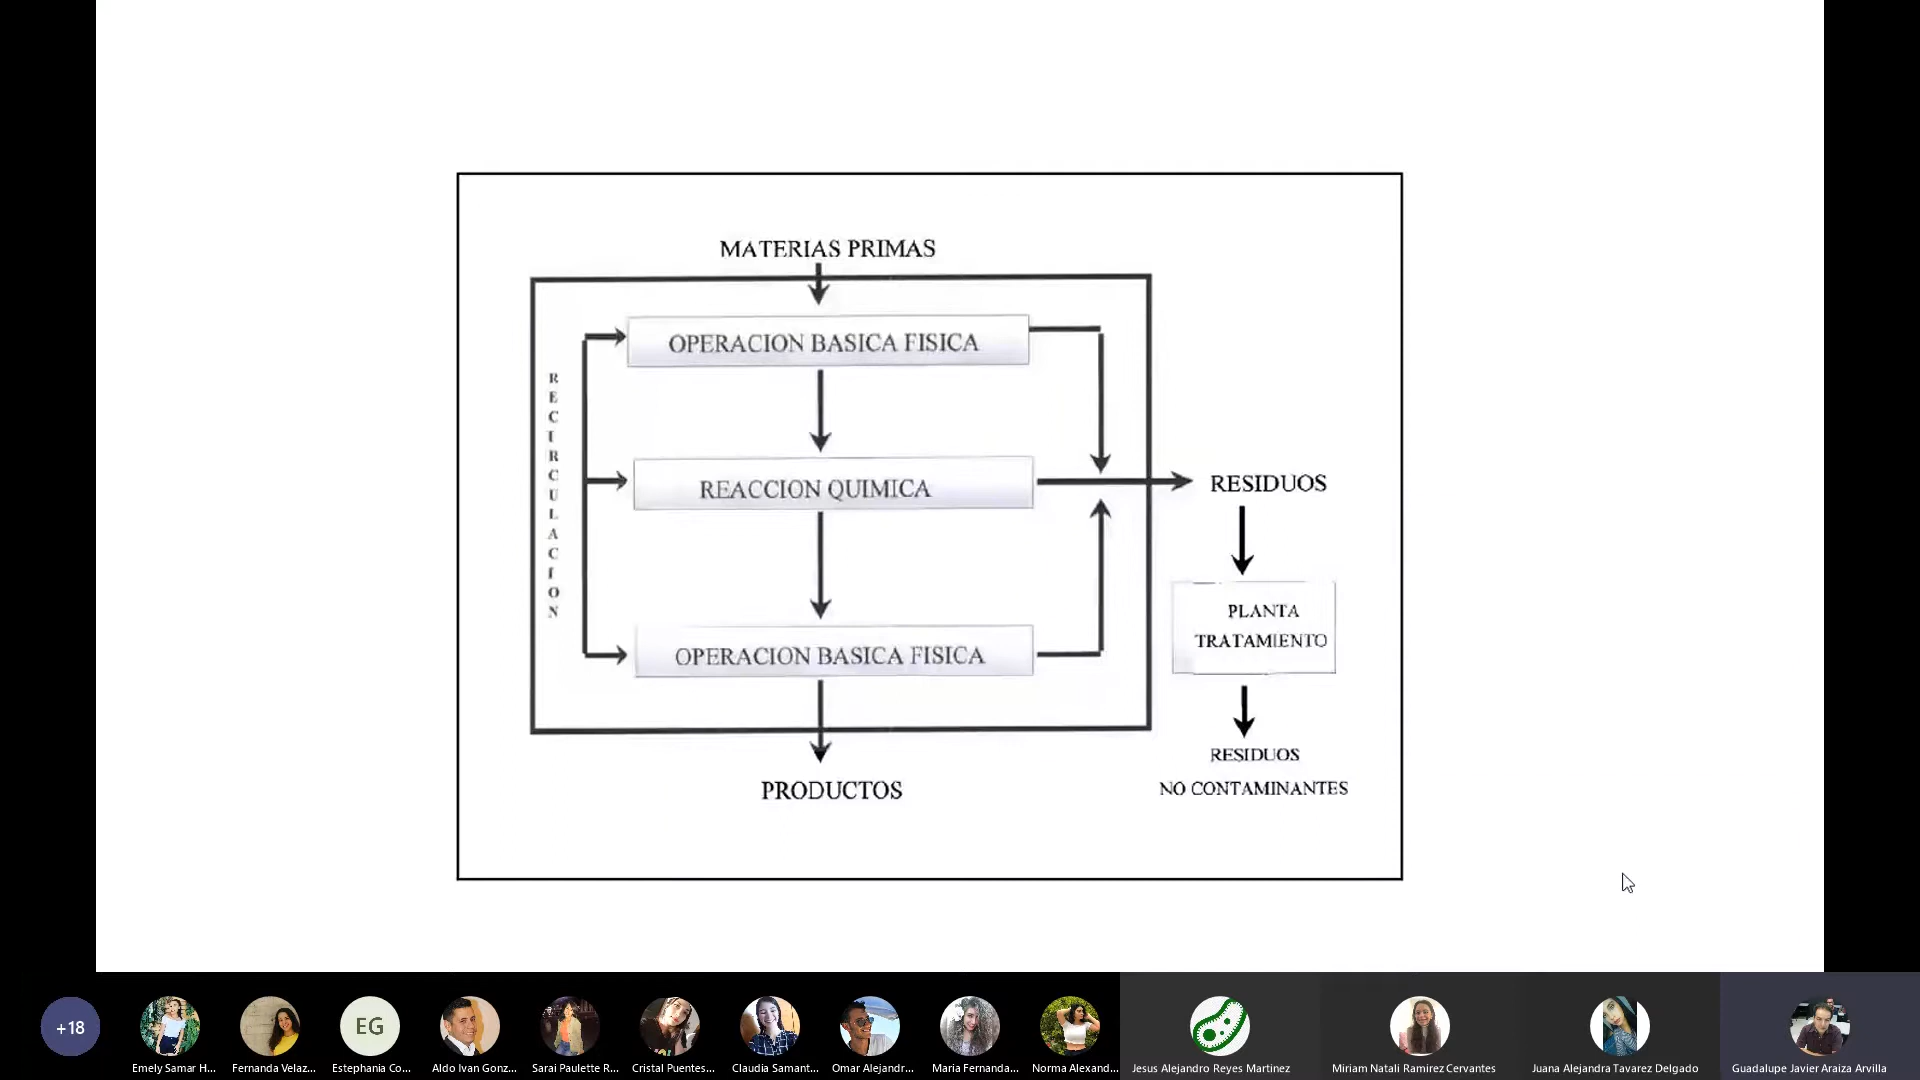 MATERIAS PRIMAS
OPERACION BASICA FISICA
RECIRCULACION
REACCION QUIMICA
RESIDUOS
PLANTA
TRATAMIENTO
OPERACION BASICA FISICA
RESIDUOS
NO CONTAMINANTES
PRODUCTOS
+18
EG
Emely Samar H...
Fernanda Velaz...
Estephania Co...
Aldo Ivan Gonz...
Sarai Paulette R...
Cristal Puentes...
Claudia Samant...
Omar Alejandr...
Maria Fernanda...
Norma Alexand...
Jesus Alejandro Reyes Martinez
Miriam Natali Ramirez Cervantes
Juana Alejandra Tavarez Delgado
Guadalupe Javier Araiza Arvilla